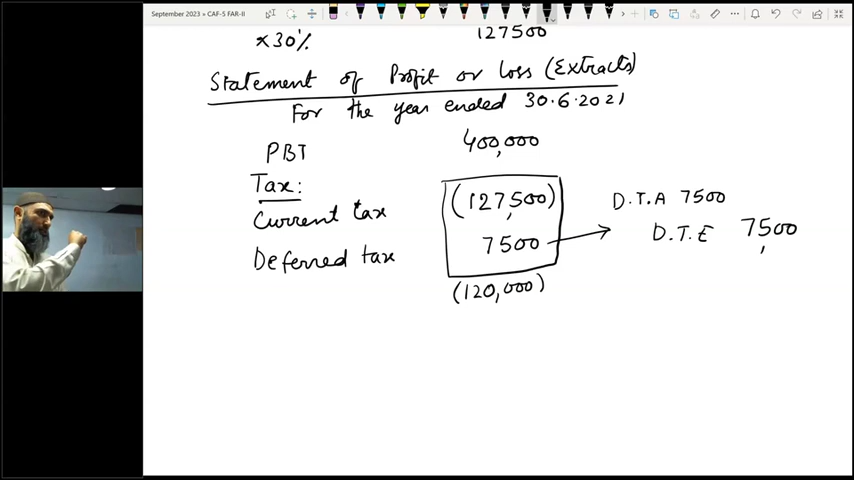 September 2023 » CAF-5 FAR-II
×30%
127500
Statement of Profit or Loss (Extracts)
For the year ended 30.6.2021
PBT 400,000
Tax:
Current tax (127,500) D.T.A 7500
Deferred tax 7500 D.T.E 7500
(120,000)